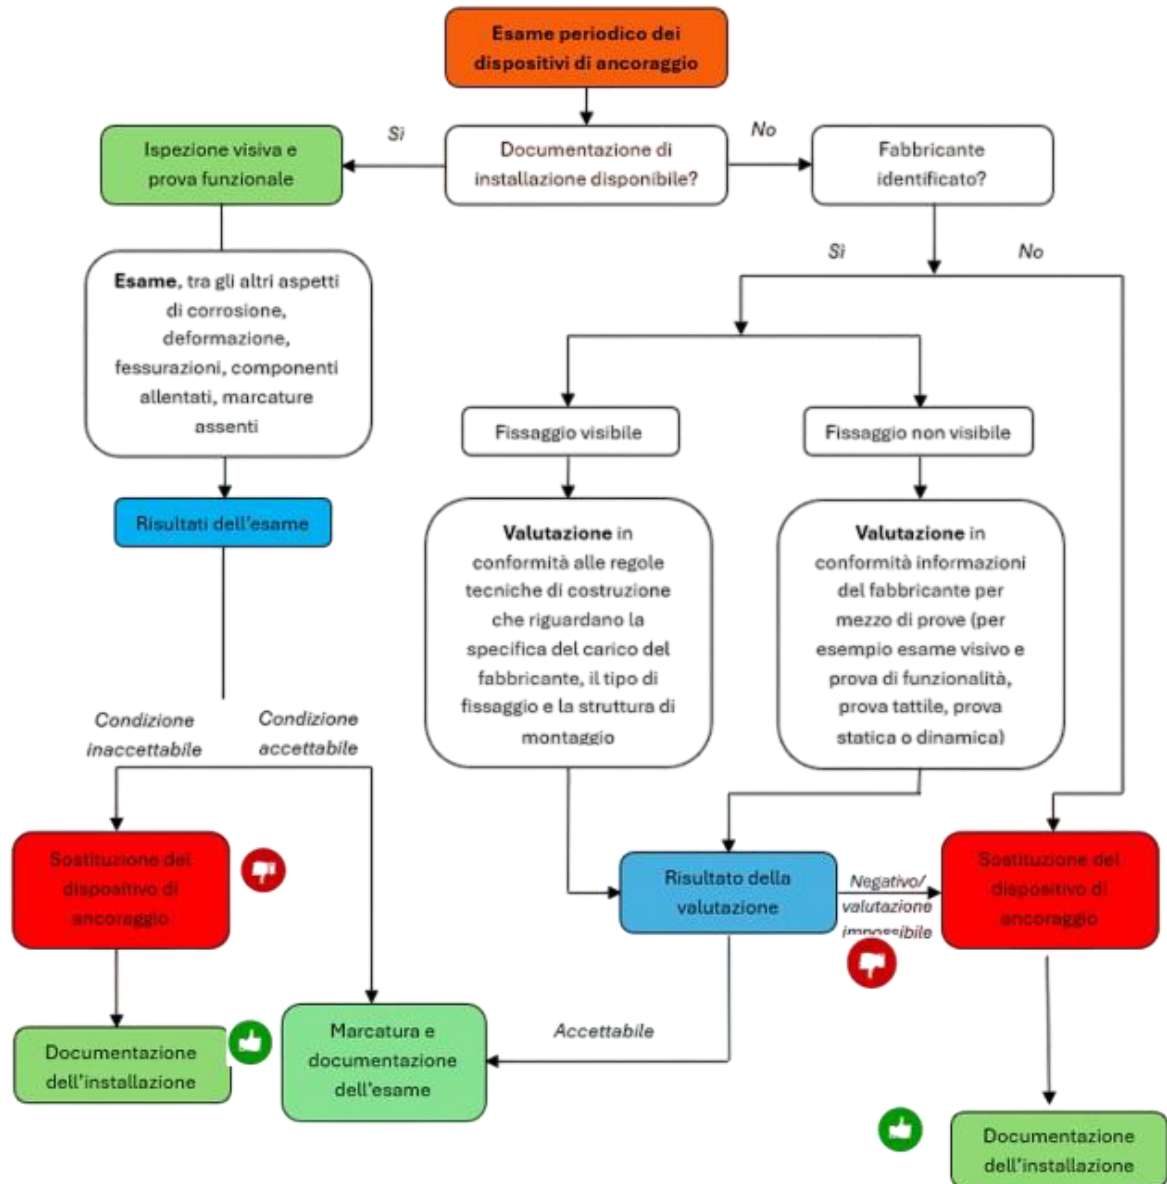 Esame periodico dei
dispositivi di ancoraggio
Sì
No
Ispezione visiva e
prova funzionale
Documentazione di
installazione disponibile?
Fabbricante
identificato?
Sì
No
Esame, tra gli altri aspetti
di corrosione,
deformazione,
fessurazioni, componenti
allentati, marcature
assenti
Fissaggio visibile
Fissaggio non visibile
Risultati dell'esame
Valutazione in
conformità alle regole
tecniche di costruzione
che riguardano la
specifica del carico del
fabbricante, il tipo di
fissaggio e la struttura di
montaggio
Valutazione in
conformità informazioni
del fabbricante per
mezzo di prove (per
esempio esame visivo e
prova di funzionalità,
prova tattile, prova
statica o dinamica)
Condizione
inaccettabile
Condizione
accettabile
Sostituzione del
dispositivo di
ancoraggio
Risultato della
valutazione
Negativo/
valutazione
impossibile
Sostituzione del
dispositivo di
ancoraggio
Documentazione
dell'installazione
Marcatura e
documentazione
dell'esame
Accettabile
Documentazione
dell'installazione